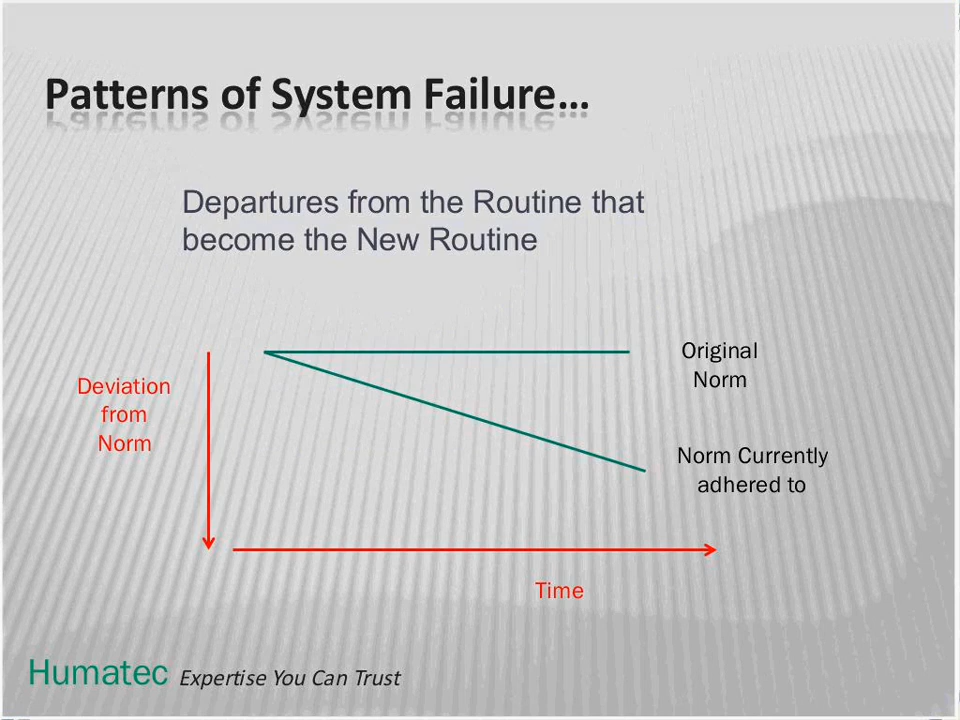 Patterns of System Failure…
Departures from the Routine that
become the New Routine
Original
Norm
Deviation
from
Norm
Norm Currently
adhered to
Time
Humatec Expertise You Can Trust